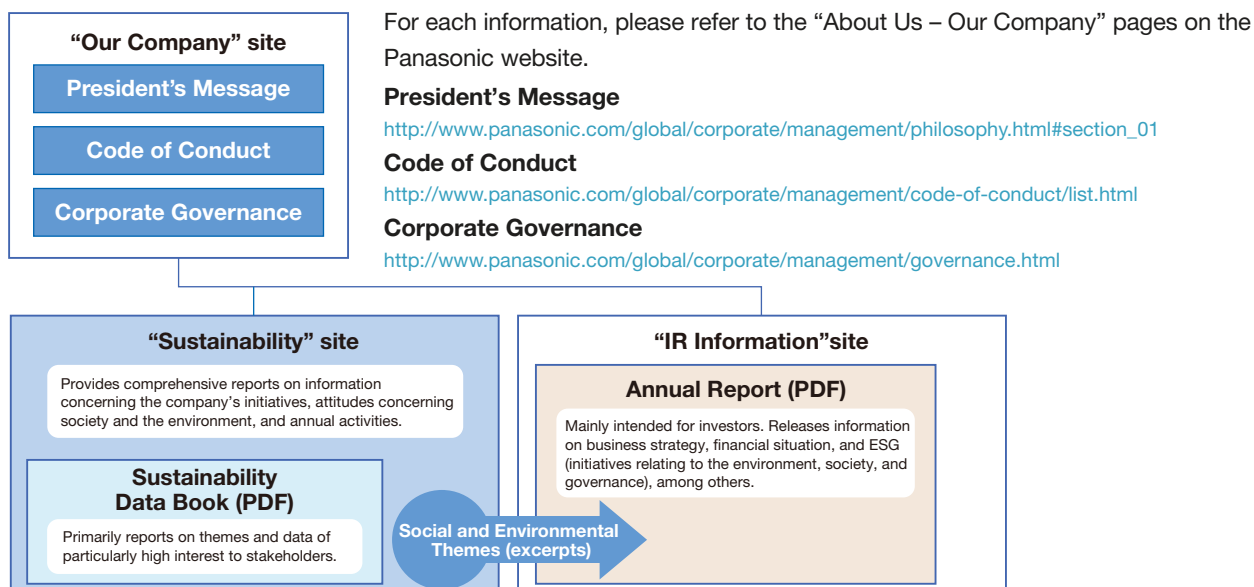 “Our Company” site
President’s Message
Code of Conduct
Corporate Governance
For each information, please refer to the “About Us – Our Company” pages on the
Panasonic website.
President’s Message
http://www.panasonic.com/global/corporate/management/philosophy.html#section_01
Code of Conduct
http://www.panasonic.com/global/corporate/management/code-of-conduct/list.html
Corporate Governance
http://www.panasonic.com/global/corporate/management/governance.html
“Sustainability” site
Provides comprehensive reports on information
concerning the company’s initiatives, attitudes concerning
society and the environment, and annual activities.
Sustainability
Data Book (PDF)
Primarily reports on themes and data of
particularly high interest to stakeholders.
Social and Environmental
Themes (excerpts)
“IR Information”site
Annual Report (PDF)
Mainly intended for investors. Releases information
on business strategy, financial situation, and ESG
(initiatives relating to the environment, society, and
governance), among others.